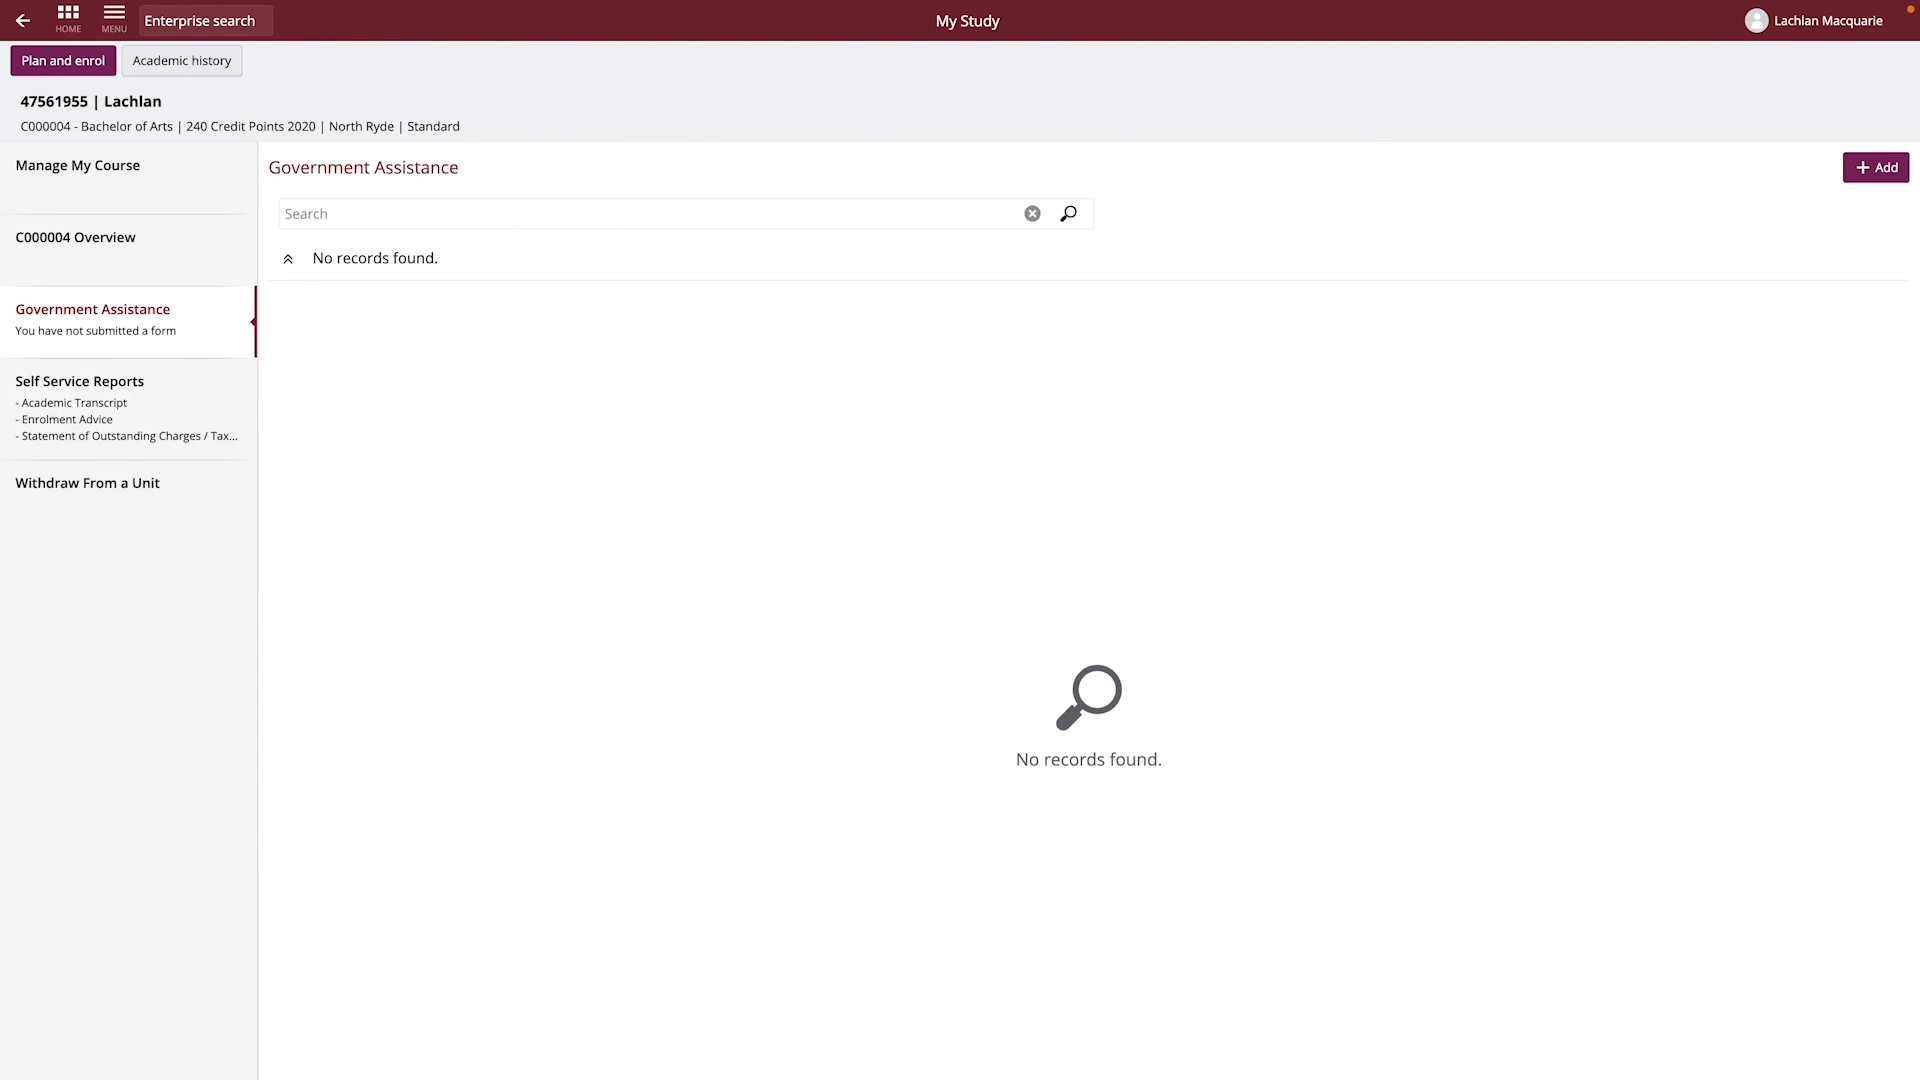 HOME
MENU
Enterprise search
My Study
Lachlan Macquarie
Plan and enrol
Academic history
47561955 | Lachlan
C000004 - Bachelor of Arts | 240 Credit Points 2020 | North Ryde | Standard
Manage My Course
C000004 Overview
Government Assistance
You have not submitted a form
Self Service Reports
- Academic Transcript
- Enrolment Advice
- Statement of Outstanding Charges / Tax...
Withdraw From a Unit
Government Assistance
+ Add
Search
No records found.
No records found.